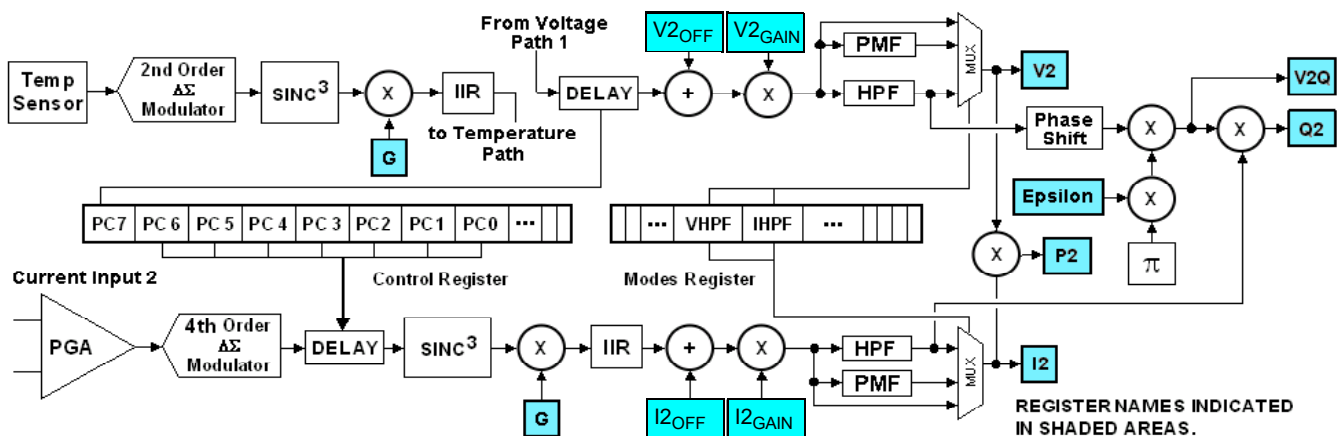 From Voltage
Path 1
V2OFF
V2GAIN
PMF
MUX
V2
V2Q
Temp
Sensor
2nd Order
ΔΣ
Modulator
SINC3
X
IIR
DELAY
+
X
HPF
Phase
Shift
X
X
Q2
to Temperature
Path
G
Epsilon
X
PC7
PC 6
PC 5
PC 4
PC 3
PC2
PC1
PC0
...
... VHPF IHPF ...
X
P2
π
Control Register
Modes Register
Current Input 2
PGA
4th Order
ΔΣ
Modulator
DELAY
SINC3
X
IIR
+
X
HPF
PMF
MUX
I2
G
I2OFF
I2GAIN
REGISTER NAMES INDICATED
IN SHADED AREAS.